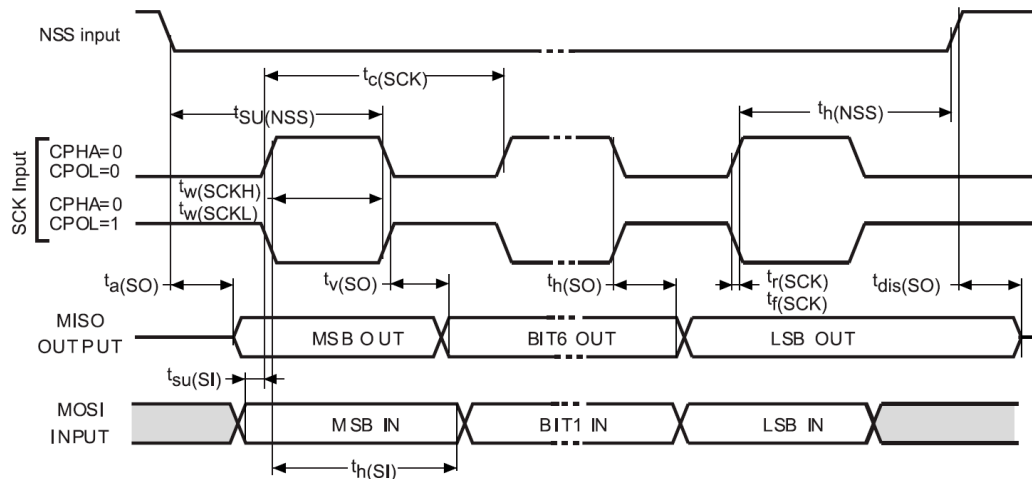 NSS input
tc(SCK)
tSU(NSS)
th(NSS)
SCK Input
CPHA=0
CPOL=0
tw(SCKH)
CPHA=0
tw(SCKL)
CPOL=1
ta(SO)
tv(SO)
th(SO)
tr(SCK)
tf(SCK)
tdis(SO)
MISO
OUTPUT
MSB OUT
BIT6 OUT
LSB OUT
tsu(SI)
MOSI
INPUT
MSB IN
BIT1 IN
LSB IN
th(SI)